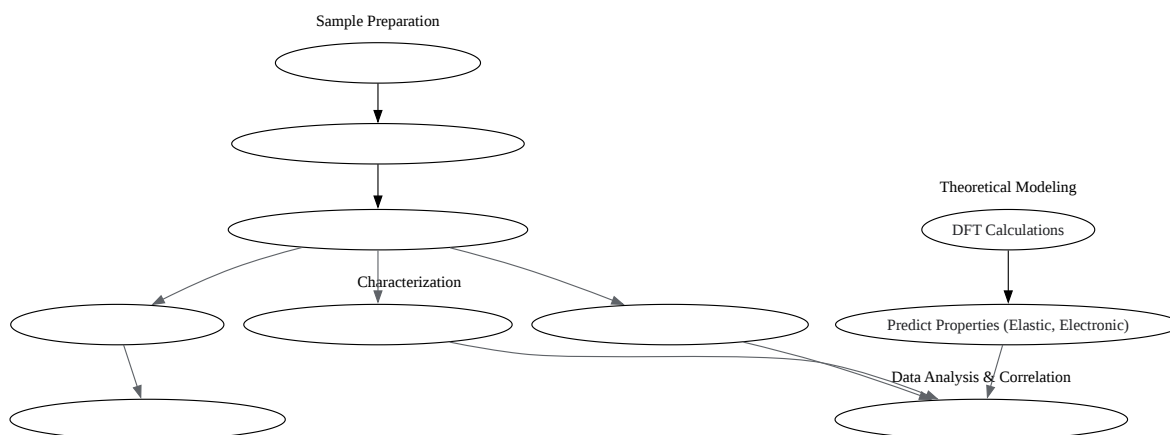 Sample Preparation
Theoretical Modeling
DFT Calculations
Characterization
Predict Properties (Elastic, Electronic)
Data Analysis & Correlation